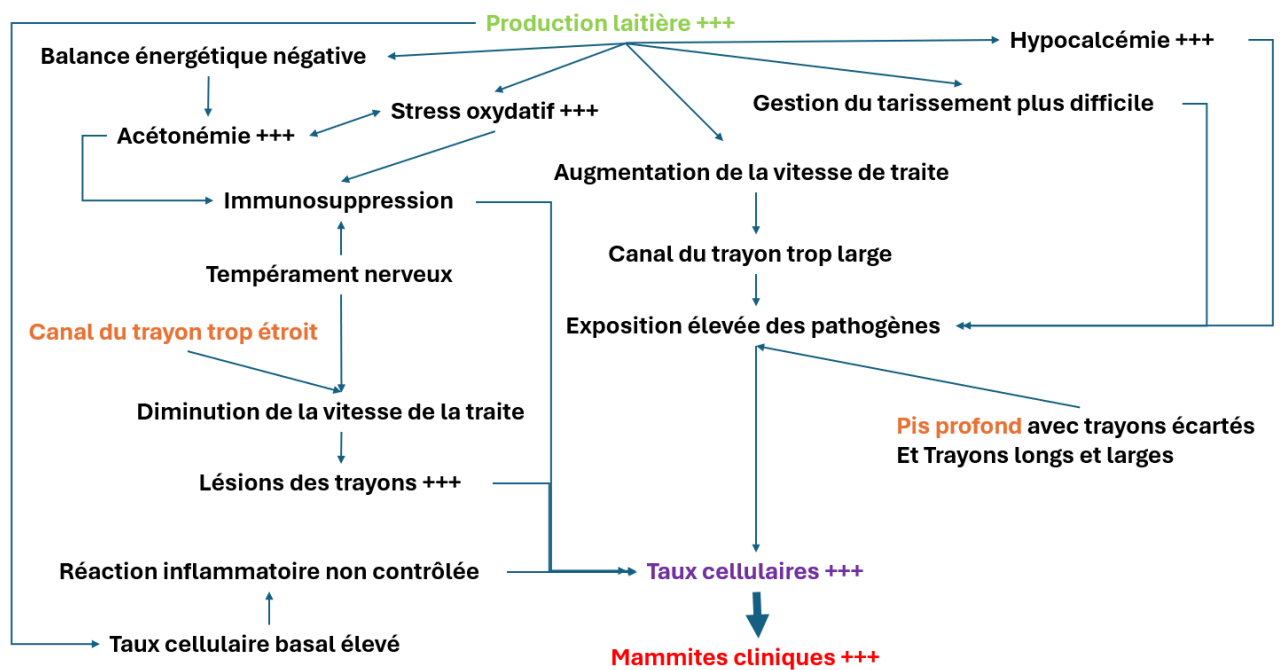 Production laitière +++
Hypocalcémie +++
Balance énergétique négative
Gestion du tarissement plus difficile
Stress oxydatif +++
Acétonémie +++
Augmentation de la vitesse de traite
Immunosuppression
Canal du trayon trop large
Tempérament nerveux
Exposition élevée des pathogènes
Canal du trayon trop étroit
Diminution de la vitesse de la traite
Pis profond avec trayons écartés
Et Trayons longs et larges
Lésions des trayons +++
Réaction inflammatoire non contrôlée
Taux cellulaires +++
Taux cellulaire basal élevé
Mammites cliniques +++